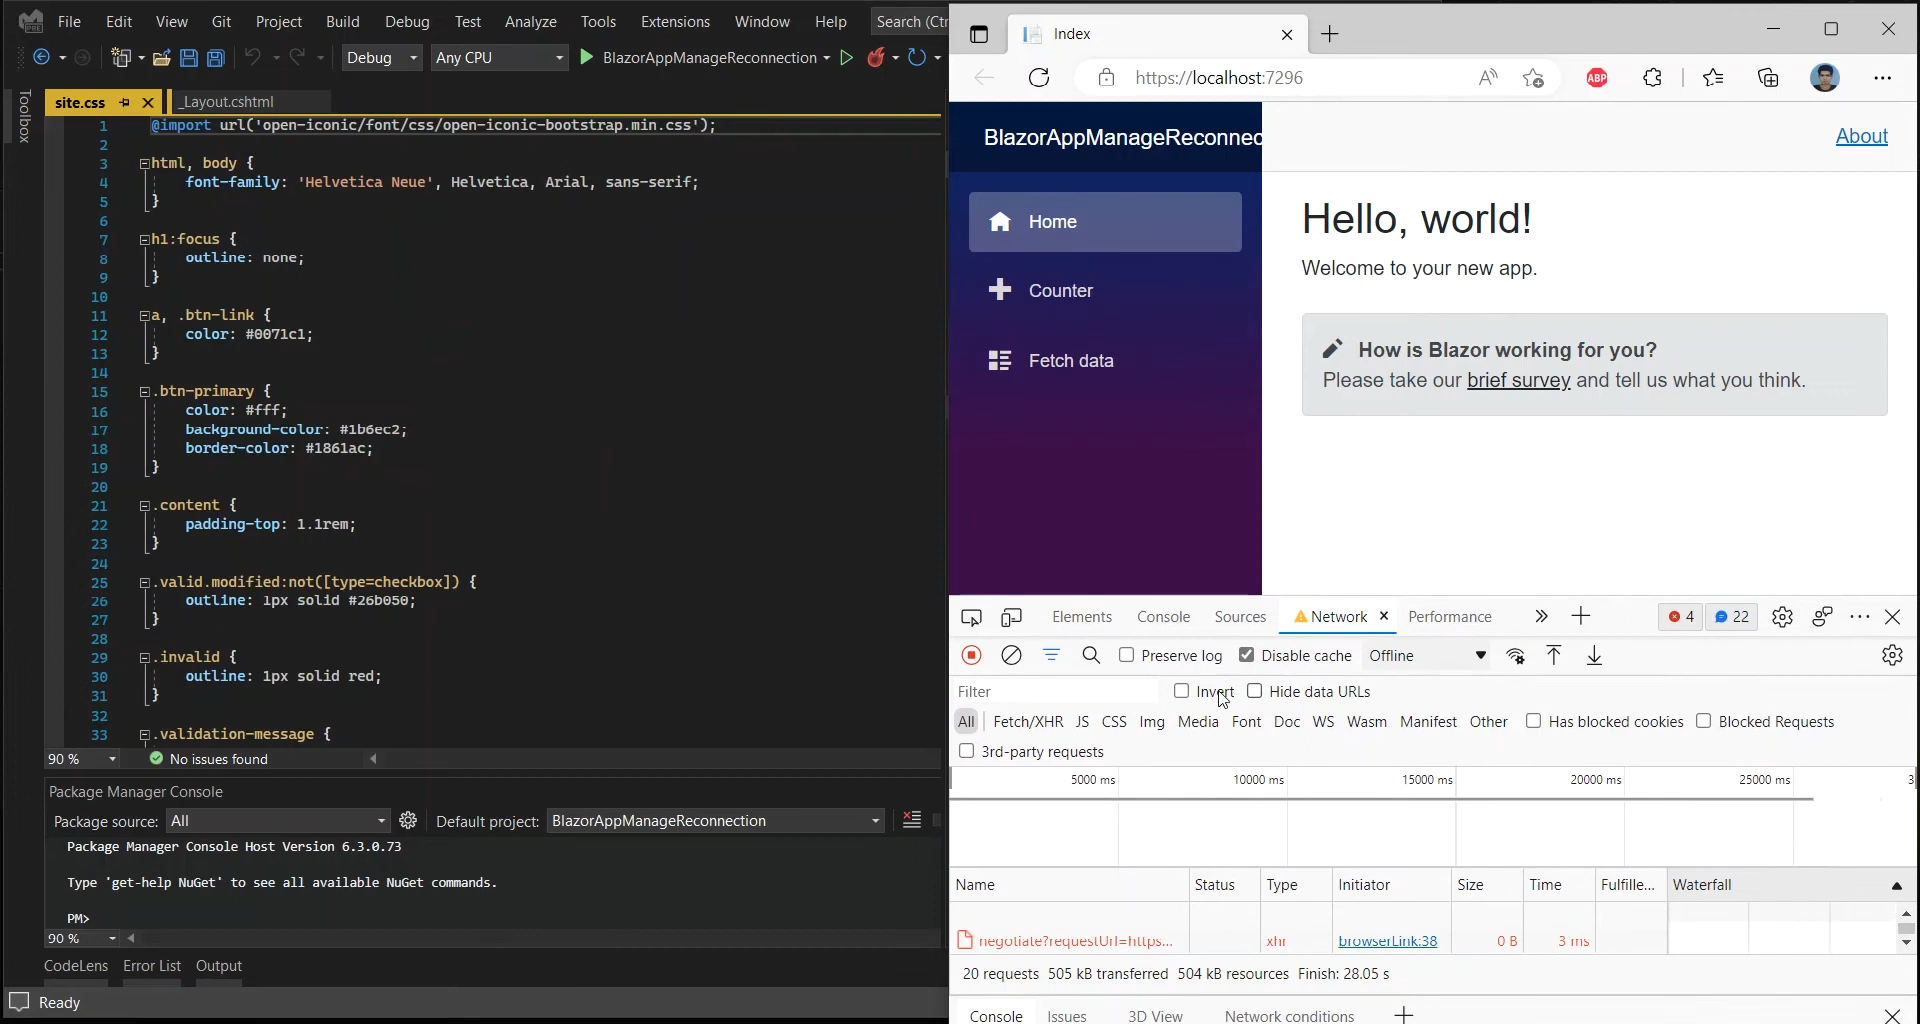 File Edit View Git Project Build Debug Test Analyze Tools Extensions Window Help Search (Ctr
Debug Any CPU BlazorAppManageReconnection
Toolbox
site.css _Layout.cshtml
1 @import url('open-iconic/font/css/open-iconic-bootstrap.min.css');
2
3 html, body {
4 font-family: 'Helvetica Neue', Helvetica, Arial, sans-serif;
5 }
6
7 h1:focus {
8 outline: none;
9 }
10
11 a, .btn-link {
12 color: #0071c1;
13 }
14
15 .btn-primary {
16 color: #fff;
17 background-color: #1b6ec2;
18 border-color: #1861ac;
19 }
20
21 .content {
22 padding-top: 1.1rem;
23 }
24
25 .valid.modified:not([type=checkbox]) {
26 outline: 1px solid #26b050;
27 }
28
29 .invalid {
30 outline: 1px solid red;
31 }
32
33 .validation-message {
90 % No issues found
Package Manager Console
Package source: All Default project: BlazorAppManageReconnection
Package Manager Console Host Version 6.3.0.73
Type 'get-help NuGet' to see all available NuGet commands.
PM>
90 %
CodeLens Error List Output
Ready
Index
https://localhost:7296
ABP
BlazorAppManageReconnec
About
Home
Counter
Fetch data
Hello, world!
Welcome to your new app.
How is Blazor working for you?
Please take our brief survey and tell us what you think.
Elements Console Sources Network Performance 4 22
Preserve log Disable cache Offline
Filter Invert Hide data URLs
All Fetch/XHR JS CSS Img Media Font Doc WS Wasm Manifest Other Has blocked cookies Blocked Requests
3rd-party requests
5000 ms 10000 ms 15000 ms 20000 ms 25000 ms 3
Name Status Type Initiator Size Time Fulfille... Waterfall
negotiate?requestUrl=https... xhr browserLink:38 0 B 3 ms
20 requests 505 kB transferred 504 kB resources Finish: 28.05 s
Console Issues 3D View Network conditions